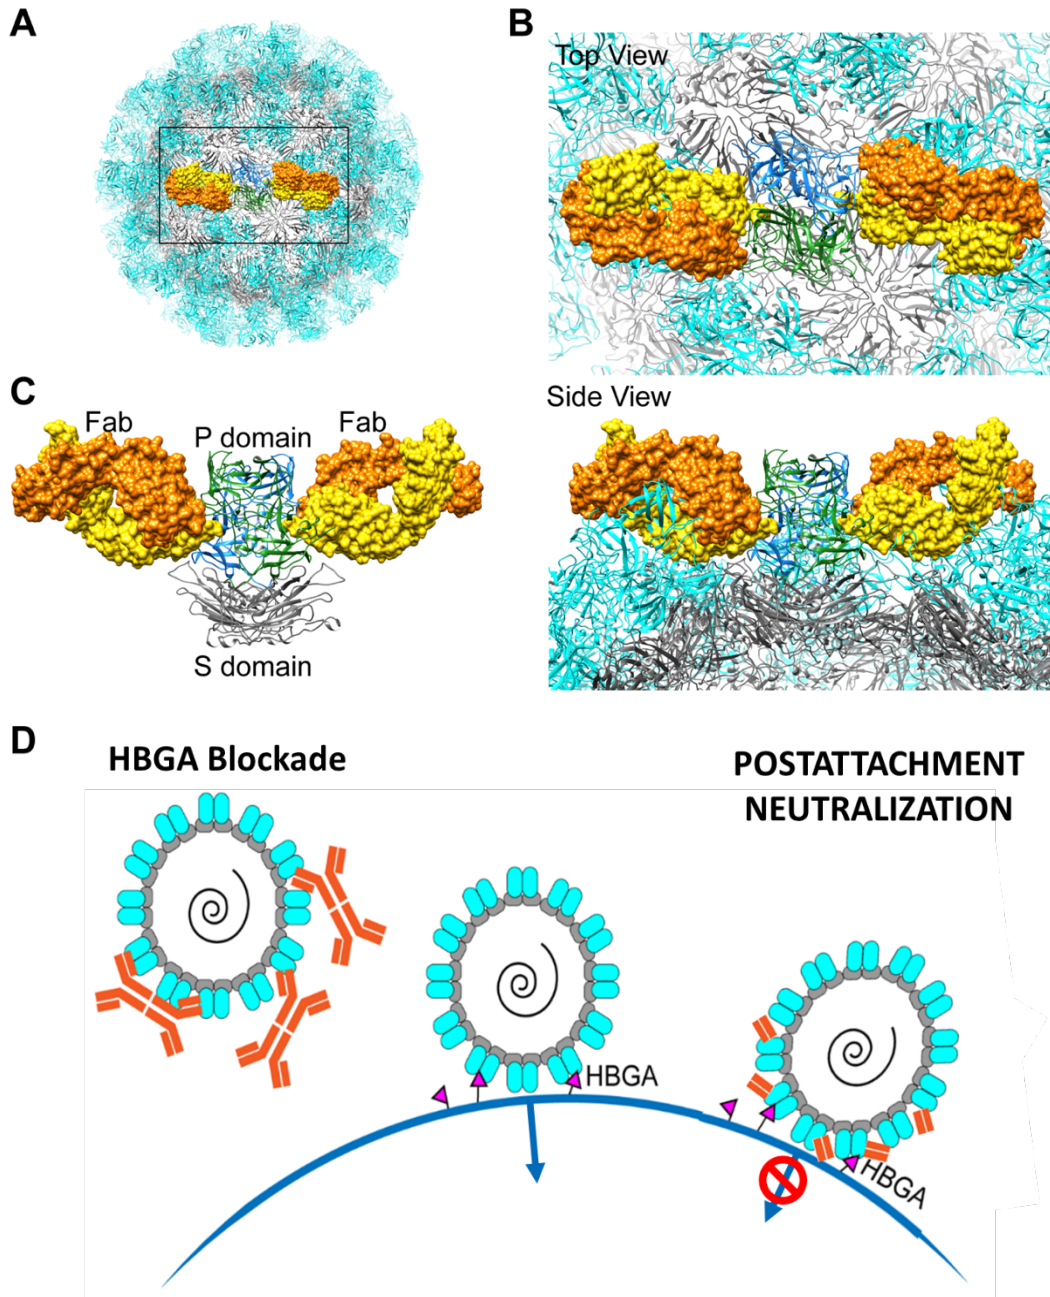 A
B
Top View
C
Fab
P domain
Fab
S domain
Side View
D
HBGA Blockade
POSTATTACHMENT
NEUTRALIZATION
HBGA
HBGA